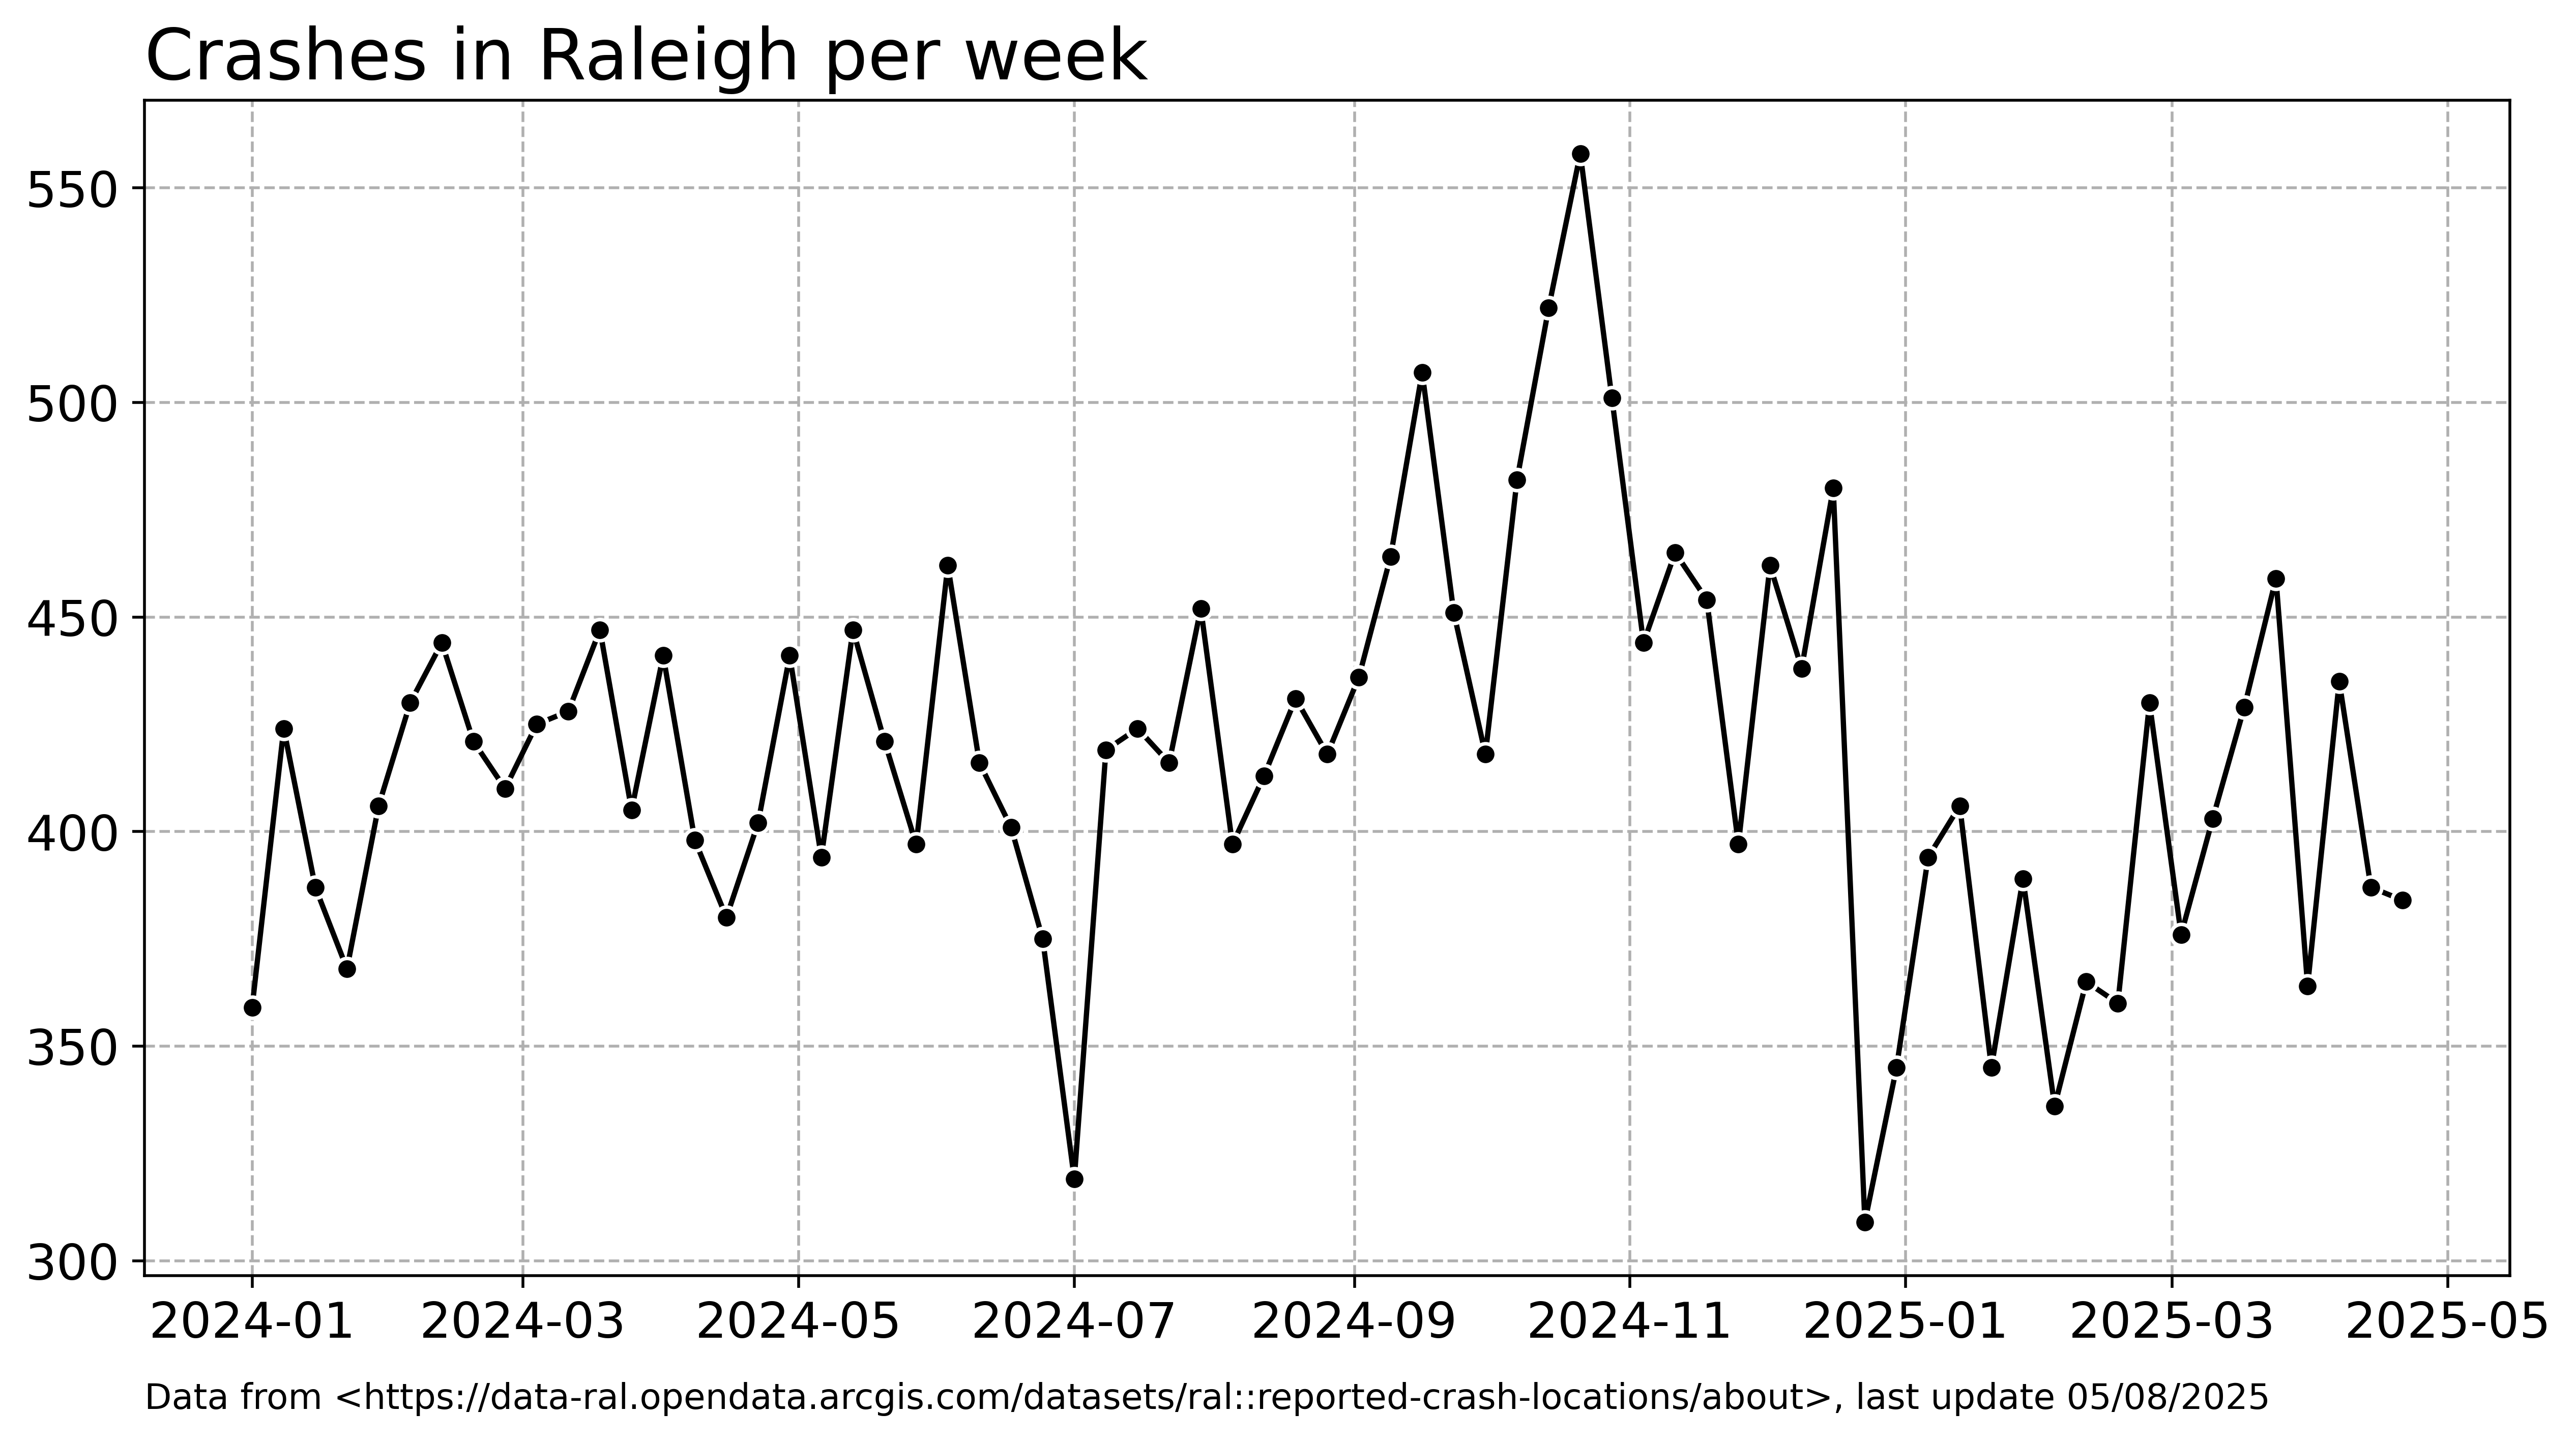 Crashes in Raleigh per week
550
500
450
400
350
300
2024-01 2024-03 2024-05 2024-07 2024-09 2024-11 2025-01 2025-03 2025-05
Data from <https://data-ral.opendata.arcgis.com/datasets/ral::reported-crash-locations/about>, last update 05/08/2025